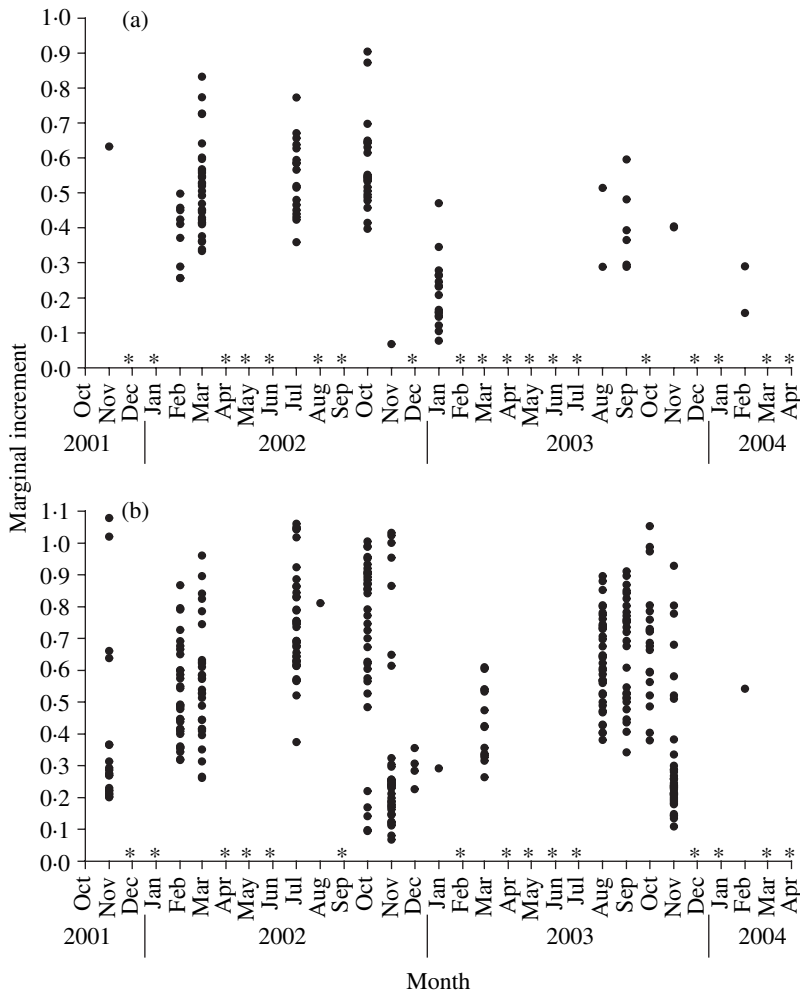 (a)
1·0
0·9
0·8
0·7
0·6
0·5
0·4
0·3
0·2
0·1
0·0
* * * * * * * * * * * * * * * * * * *
Oct Nov Dec Jan Feb Mar Apr May Jun Jul Aug Sep Oct Nov Dec Jan Feb Mar Apr May Jun Jul Aug Sep Oct Nov Dec Jan Feb Mar Apr
2001 2002 2003 2004
Marginal increment
(b)
1·1
1·0
0·9
0·8
0·7
0·6
0·5
0·4
0·3
0·2
0·1
0·0
* * * * * * * * * * * * * * * *
Oct Nov Dec Jan Feb Mar Apr May Jun Jul Aug Sep Oct Nov Dec Jan Feb Mar Apr May Jun Jul Aug Sep Oct Nov Dec Jan Feb Mar Apr
2001 2002 2003 2004
Month